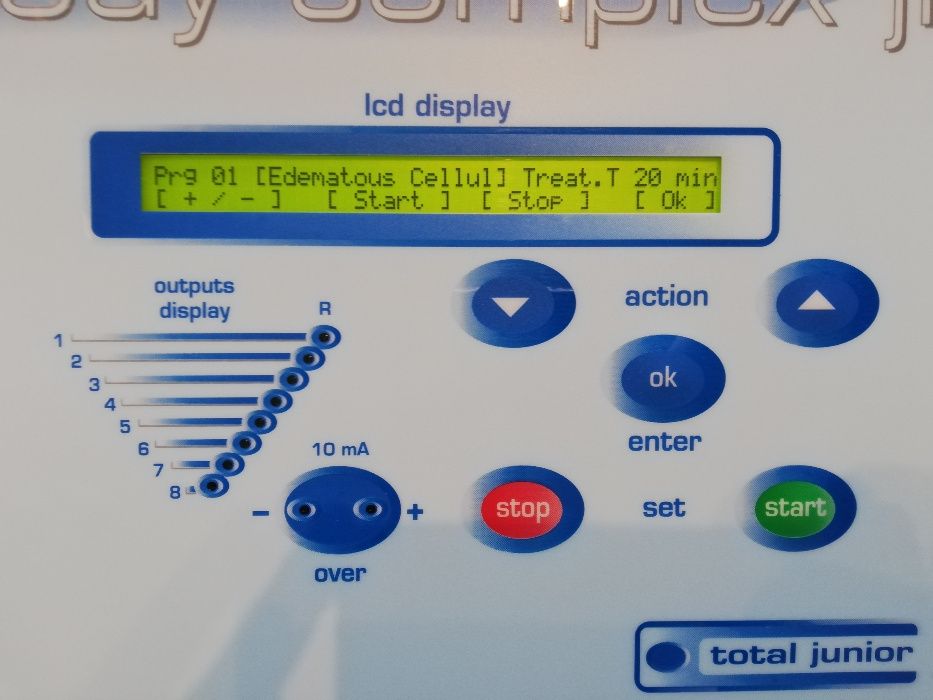 complex
lcd display
Prg 01 [Edematous Cellul] Treat.T 20 min
[ + / - ] [ Start ] [ Stop ] [ Ok ]
outputs
display
R
1
2
3
4
5
6
7
8
action
ok
enter
10 mA
- +
over
stop
set
start
total junior